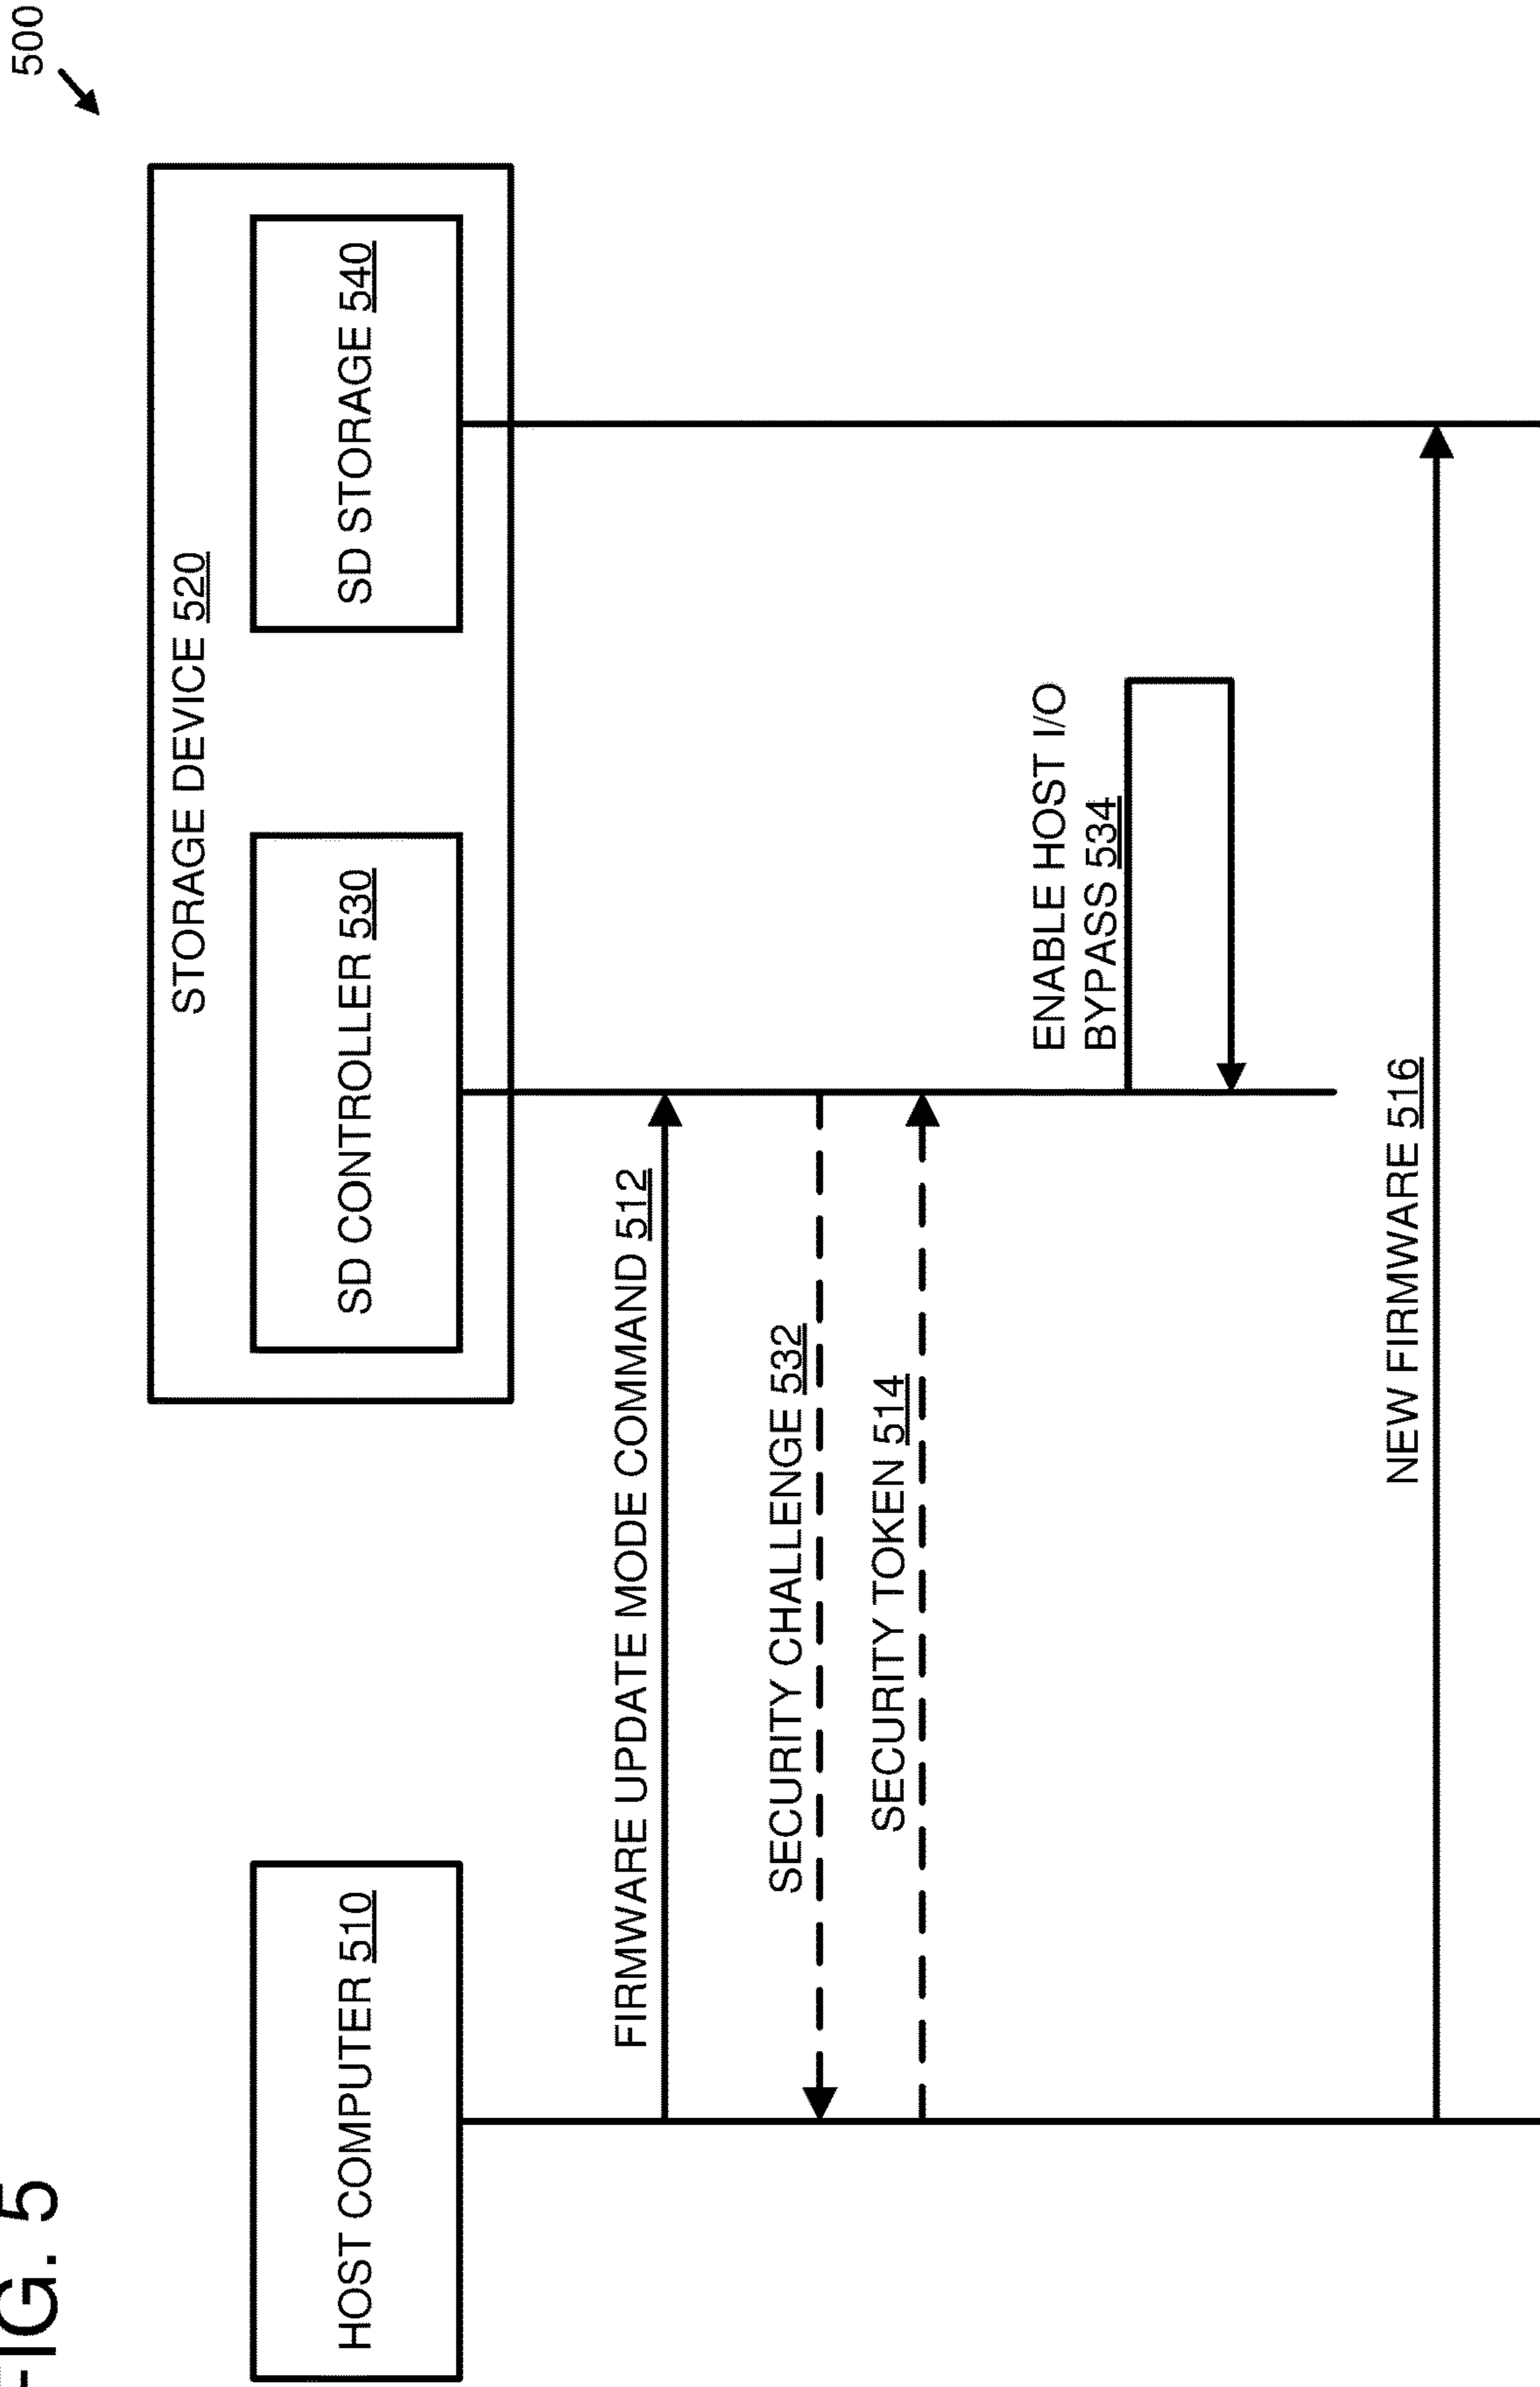 FIG. 5
500
STORAGE DEVICE 520
HOST COMPUTER 510
SD CONTROLLER 530
SD STORAGE 540
FIRMWARE UPDATE MODE COMMAND 512
SECURITY CHALLENGE 532
SECURITY TOKEN 514
ENABLE HOST I/O
BYPASS 534
NEW FIRMWARE 516